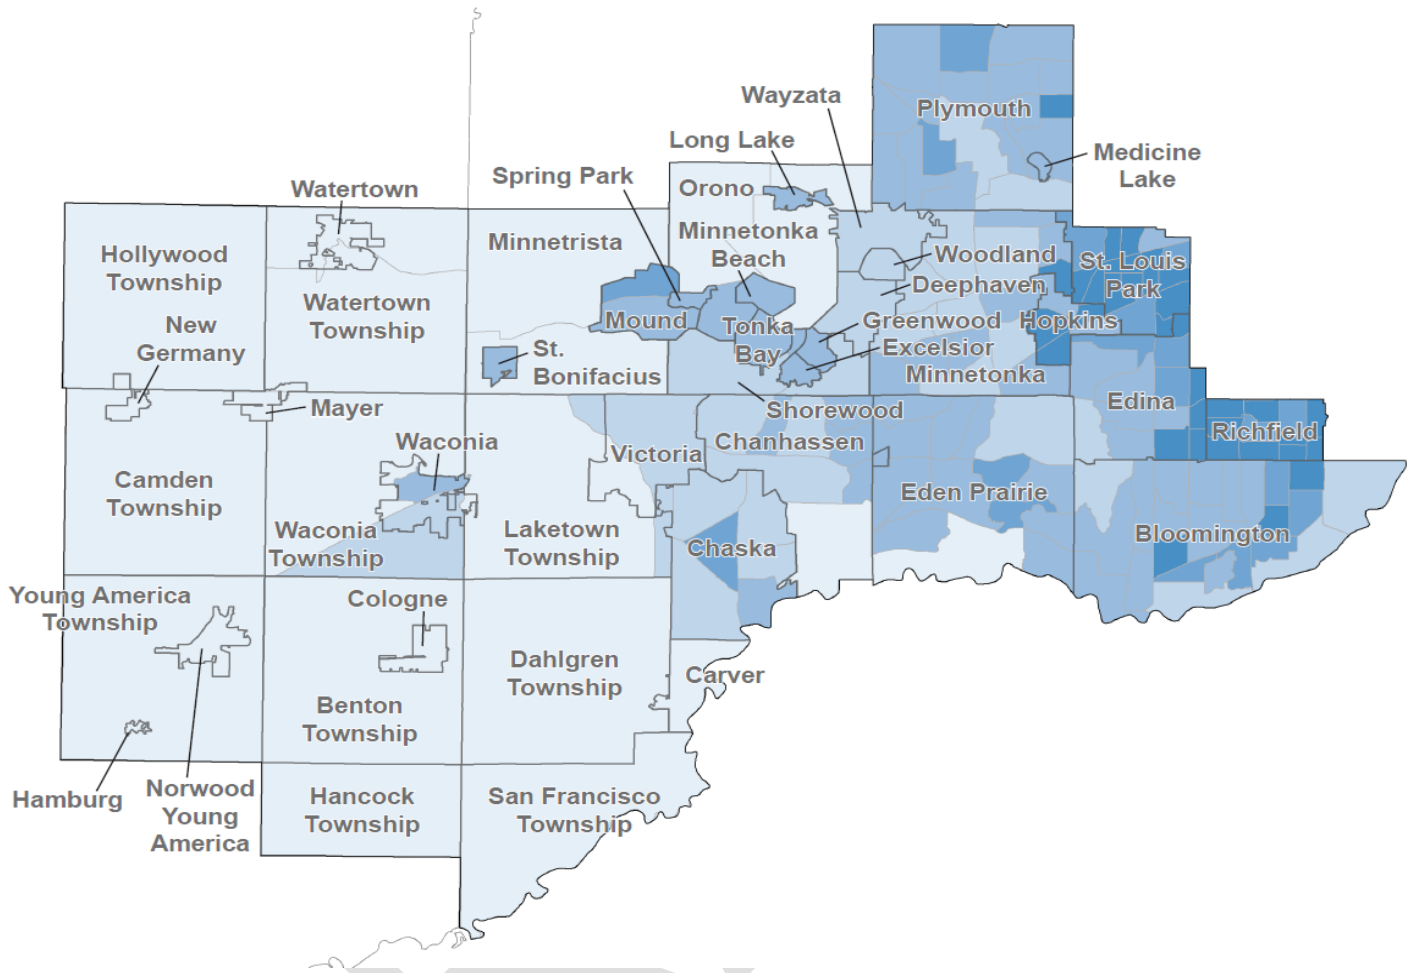 Wayzata
Plymouth
Long Lake
Medicine
Lake
Spring Park
Orono
Watertown
Minnetonka
Beach
Minnetrista
Hollywood
Township
Woodland
St. Louis
Park
Deephaven
Watertown
Township
New
Germany
Mound
Tonka
Bay
Greenwood
Hopkins
St.
Bonifacius
Excelsior
Minnetonka
Mayer
Shorewood
Edina
Richfield
Waconia
Victoria
Chanhassen
Camden
Township
Eden Prairie
Waconia
Township
Laketown
Township
Chaska
Bloomington
Young America
Township
Cologne
Dahlgren
Township
Carver
Benton
Township
Hamburg
Norwood
Young
America
Hancock
Township
San Francisco
Township